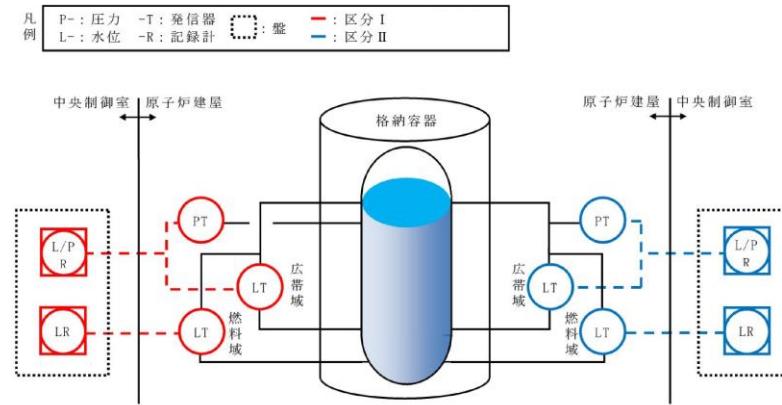 凡例
P-：圧力 -T：発信器 ：盤 ：区分Ⅰ
L-：水位 -R：記録計 ：区分Ⅱ
中央制御室 原子炉建屋
格納容器
原子炉建屋 中央制御室
PT
L/P
R
LT
広帯域
LR
LT
燃料域
PT
L/P
R
広帯域
LT
燃料域
LT
LR